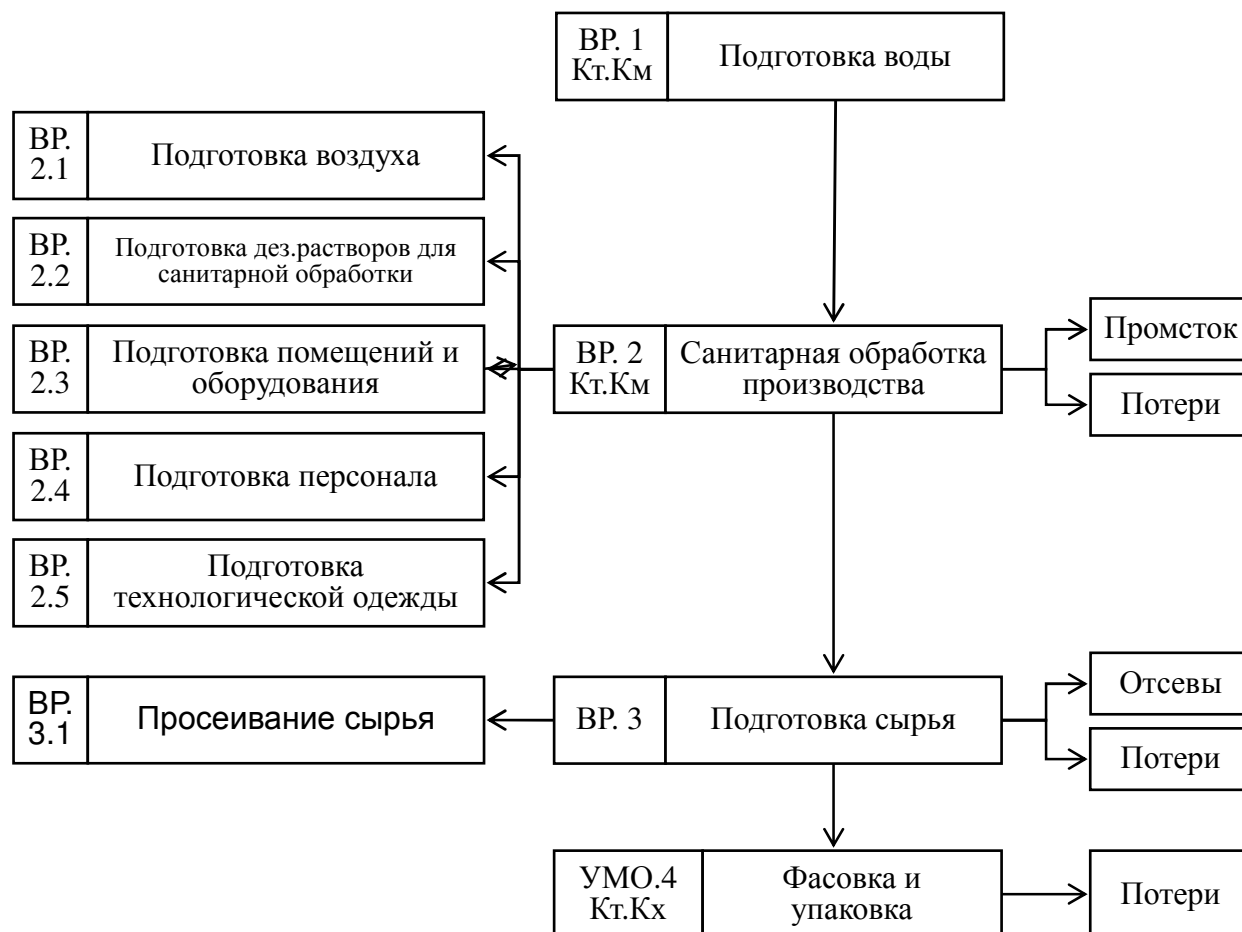 ВР. 1
Кт.Км
Подготовка воды
ВР.
2.1
Подготовка воздуха
ВР.
2.2
Подготовка дез.растворов для
санитарной обработки
ВР.
2.3
Подготовка помещений и
оборудования
ВР. 2
Кт.Км
Санитарная обработка
производства
Промсток
Потери
ВР.
2.4
Подготовка персонала
ВР.
2.5
Подготовка
технологической одежды
ВР.
3.1
Просеивание сырья
ВР. 3
Подготовка сырья
Отсевы
Потери
УМО.4
Кт.Кх
Фасовка и
упаковка
Потери